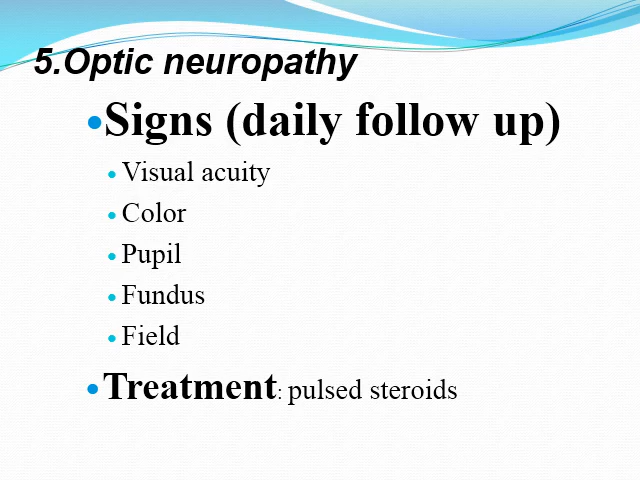 5.Optic neuropathy
•Signs (daily follow up)
• Visual acuity
• Color
• Pupil
• Fundus
• Field
•Treatment: pulsed steroids